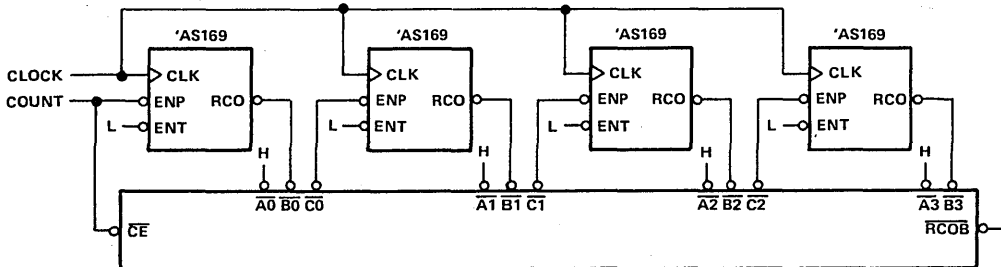 'AS169 'AS169 'AS169 'AS169
CLOCK CLK CLK CLK CLK
COUNT ENP RCO ENP RCO ENP RCO ENP RCO
L ENT L ENT L ENT L ENT
H H H H
A0 B0 C0 A1 B1 C1 A2 B2 C2 A3 B3
CE RCOB